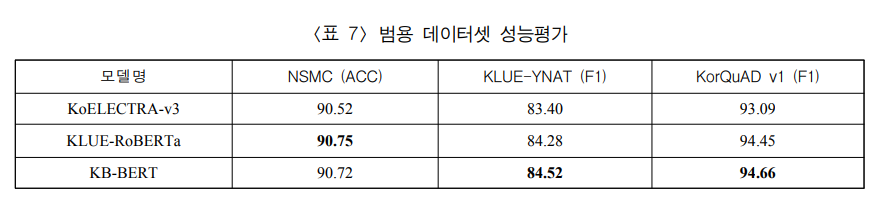 〈표 7〉 범용 데이터셋 성능평가
모델명 NSMC (ACC) KLUE-YNAT (F1) KorQuAD v1 (F1)
KoELECTRA-v3 90.52 83.40 93.09
KLUE-RoBERTa 90.75 84.28 94.45
KB-BERT 90.72 84.52 94.66